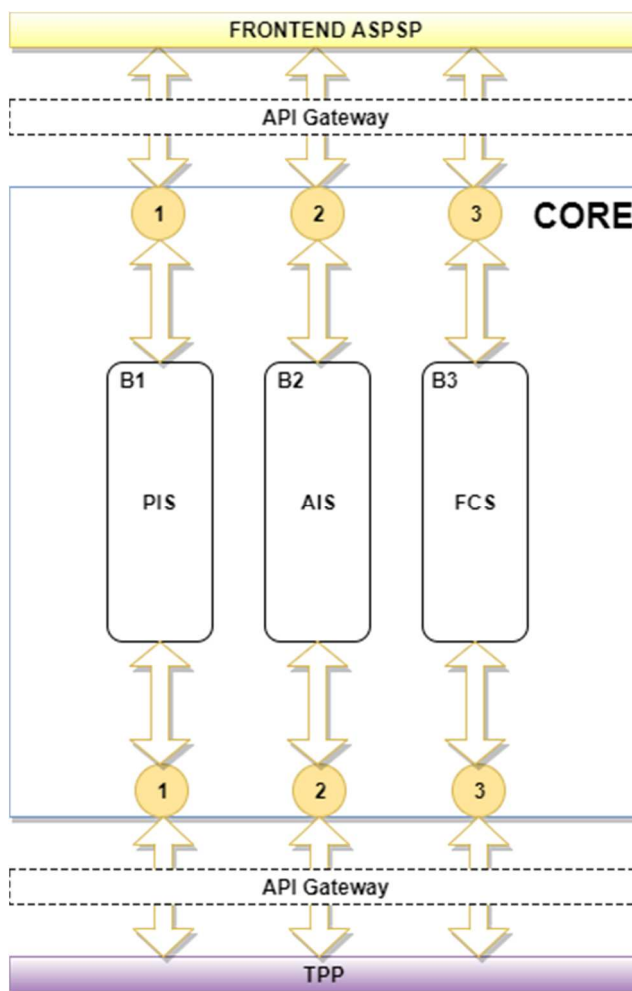 FRONTEND ASPSP
API Gateway
1 2 3 CORE
B1 B2 B3
PIS AIS FCS
1 2 3
API Gateway
TPP